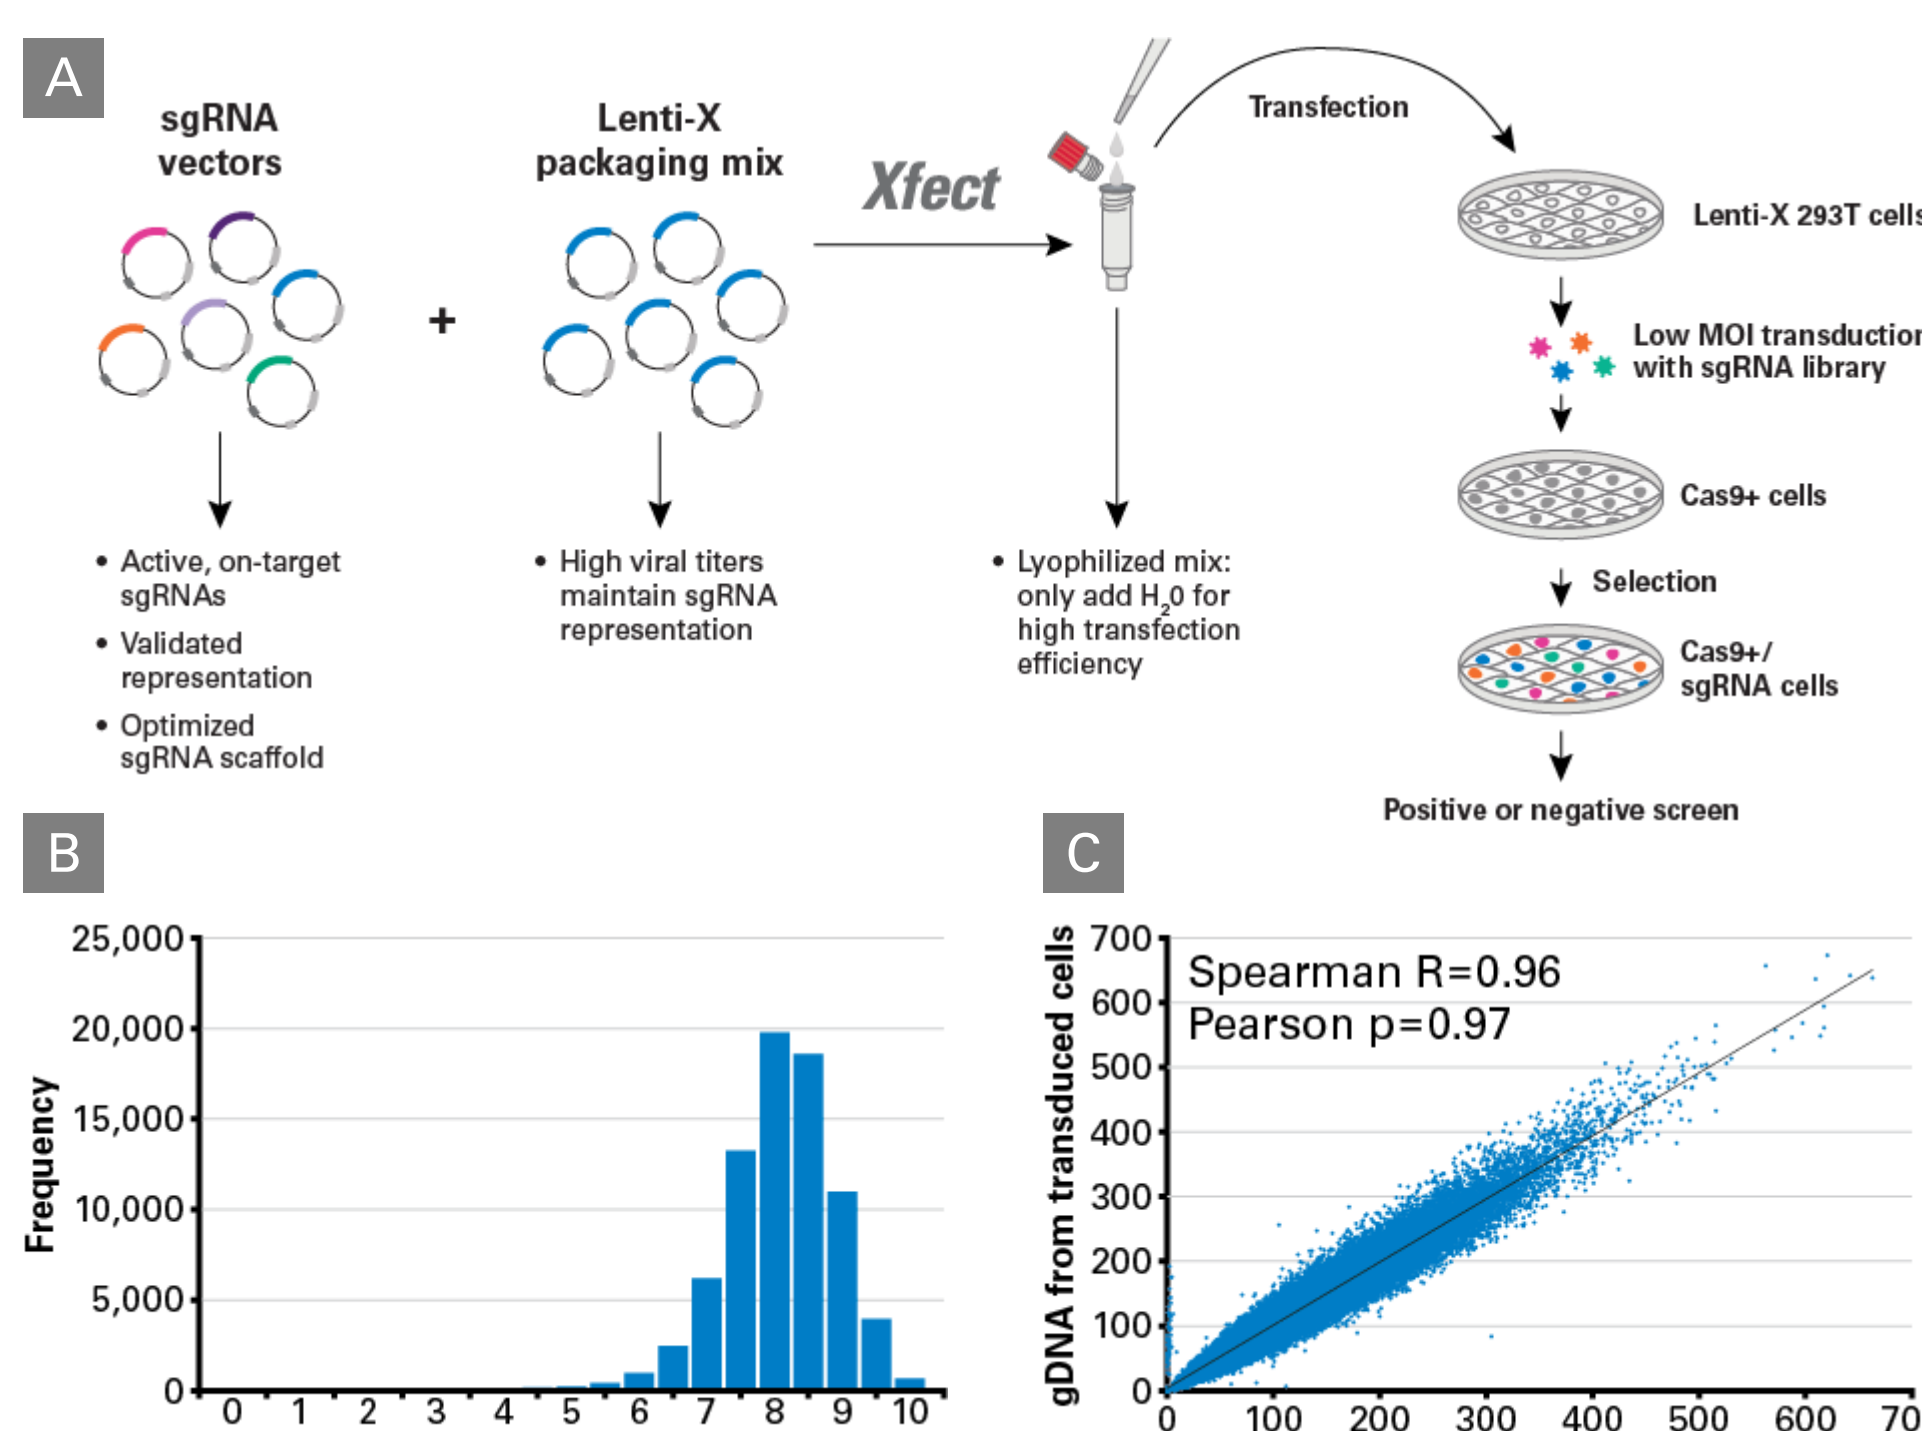 A
sgRNA
vectors
Lenti-X
packaging mix
+
Xfect
Transfection
Lenti-X 293T cells
Low MOI transduction
with sgRNA library
Cas9+ cells
Selection
Cas9+/
sgRNA cells
Positive or negative screen
• Active, on-target
sgRNAs
• Validated
representation
• Optimized
sgRNA scaffold
• High viral titers
maintain sgRNA
representation
• Lyophilized mix:
only add H₂0 for
high transfection
efficiency
B
Frequency
25,000
20,000
15,000
10,000
5,000
0
0 1 2 3 4 5 6 7 8 9 10
C
gDNA from transduced cells
Spearman R=0.96
Pearson p=0.97
700
600
500
400
300
200
100
0
0 100 200 300 400 500 600 70